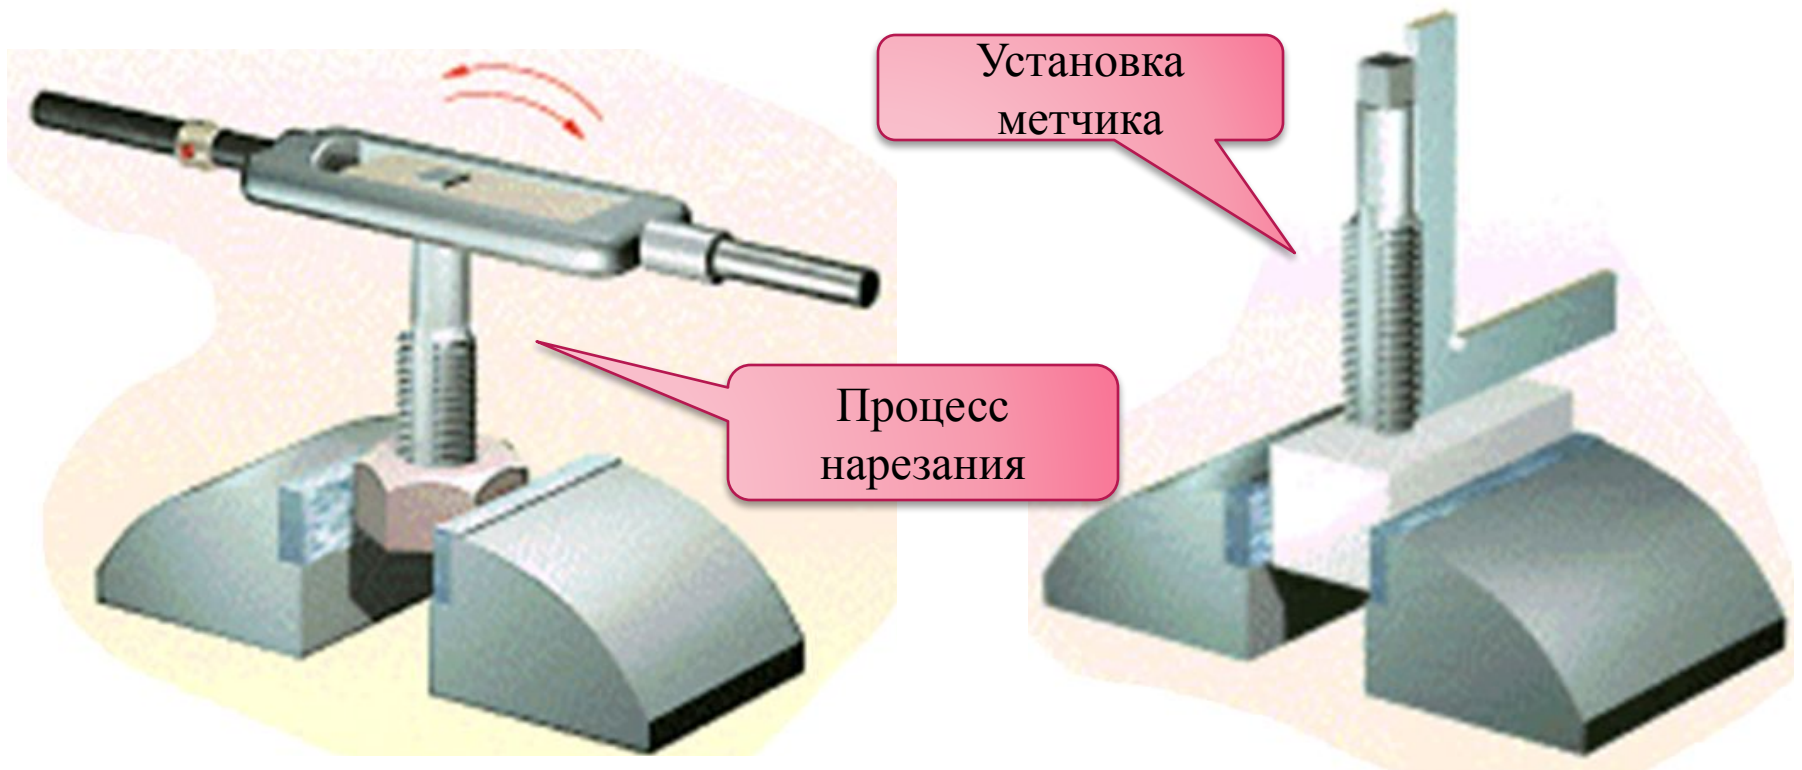 Установка
метчика
Процесс
нарезания